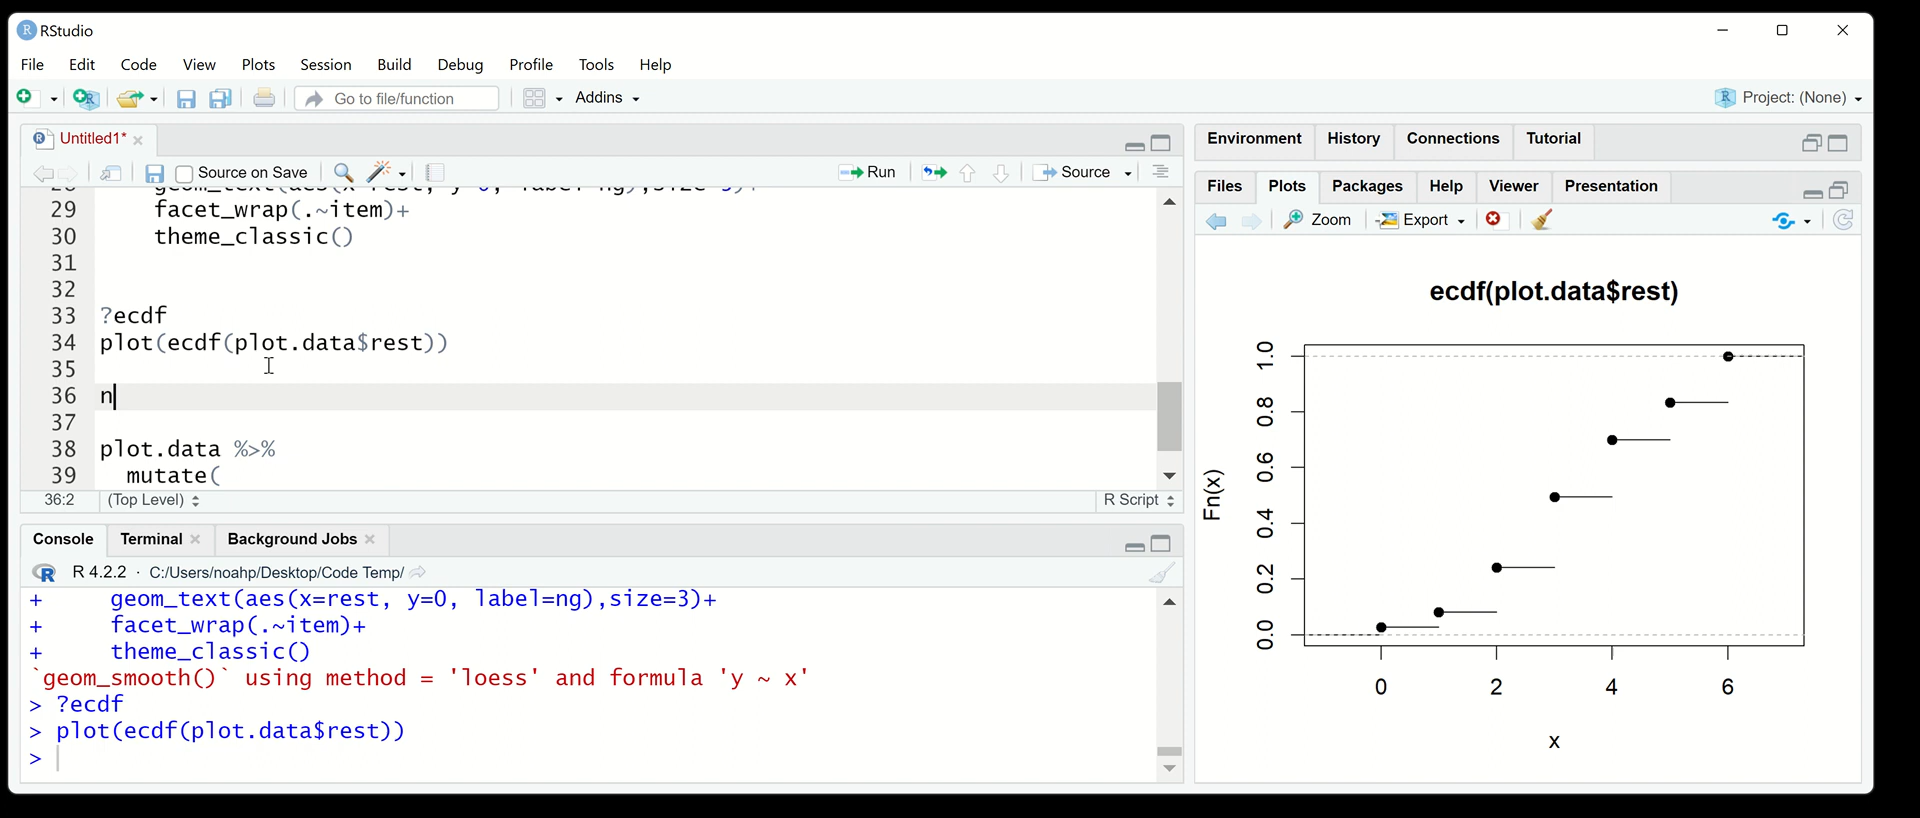 RStudio
File Edit Code View Plots Session Build Debug Profile Tools Help
Go to file/function Addins Project: (None)
Untitled1*
Source on Save Run Source
29 facet_wrap(.~item)+
30 theme_classic()
31
32
33 ?ecdf
34 plot(ecdf(plot.data$rest))
35
36 n
37
38 plot.data %>%
39 mutate(
36:2 (Top Level) R Script
Console Terminal Background Jobs
R 4.2.2 · C:/Users/noahp/Desktop/Code Temp/
+ geom_text(aes(x=rest, y=0, label=ng),size=3)+
+ facet_wrap(.~item)+
+ theme_classic()
`geom_smooth()` using method = 'loess' and formula 'y ~ x'
> ?ecdf
> plot(ecdf(plot.data$rest))
>
Environment History Connections Tutorial
Files Plots Packages Help Viewer Presentation
Zoom Export
ecdf(plot.data$rest)
Fn(x)
1.0
0.8
0.6
0.4
0.2
0.0
0 2 4 6
x